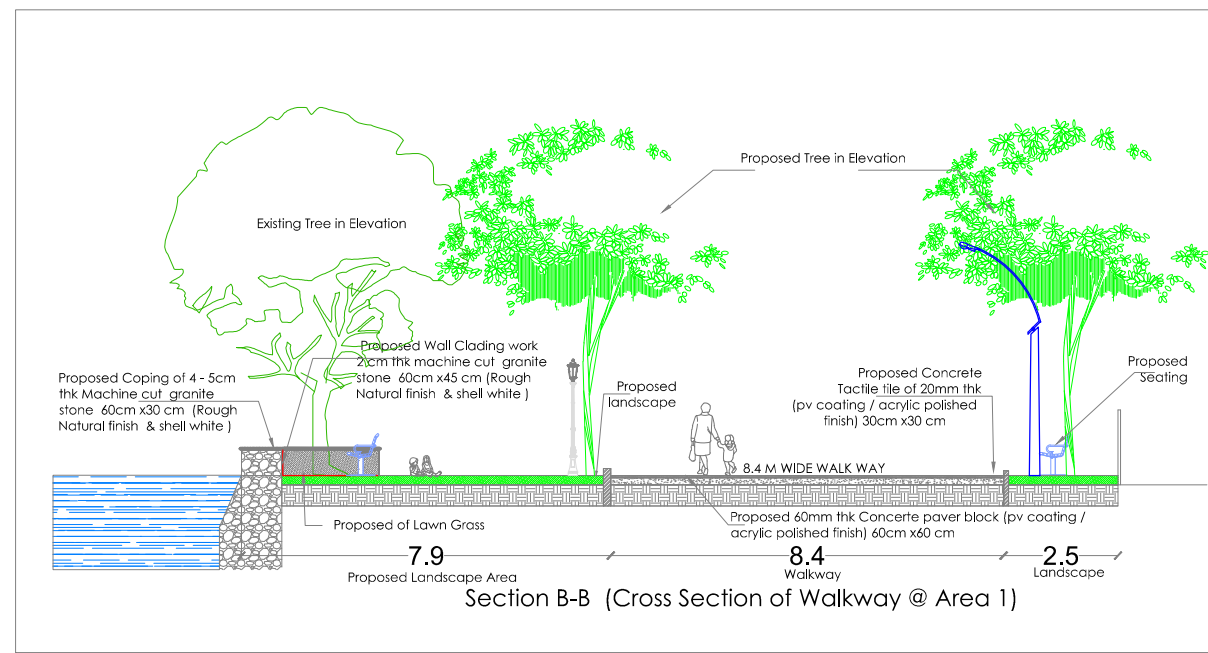 Proposed Tree in Elevation
Existing Tree in Elevation
Proposed Wall Clading work
2 cm thk machine cut granite
stone 60cm x45 cm (Rough
Natural finish & shell white )
Proposed Coping of 4 - 5cm
thk Machine cut granite
stone 60cm x30 cm (Rough
Natural finish & shell white )
Proposed
landscape
Proposed Concrete
Tactile tile of 20mm thk
(pv coating / acrylic polished
finish) 30cm x30 cm
Proposed
Seating
8.4 M WIDE WALK WAY
Proposed of Lawn Grass
Proposed 60mm thk Concerte paver block (pv coating /
acrylic polished finish) 60cm x60 cm
7.9
Proposed Landscape Area
8.4
Walkway
2.5
Landscape
Section B-B (Cross Section of Walkway @ Area 1)